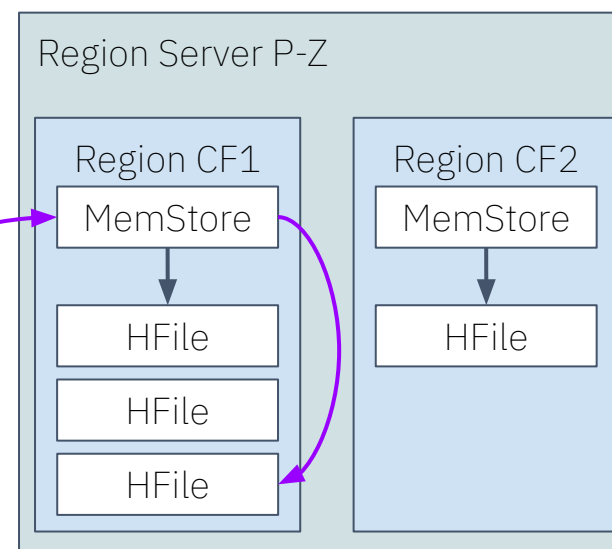 Region Server P-Z
Region CF1
MemStore
HFile
HFile
HFile
Region CF2
MemStore
HFile